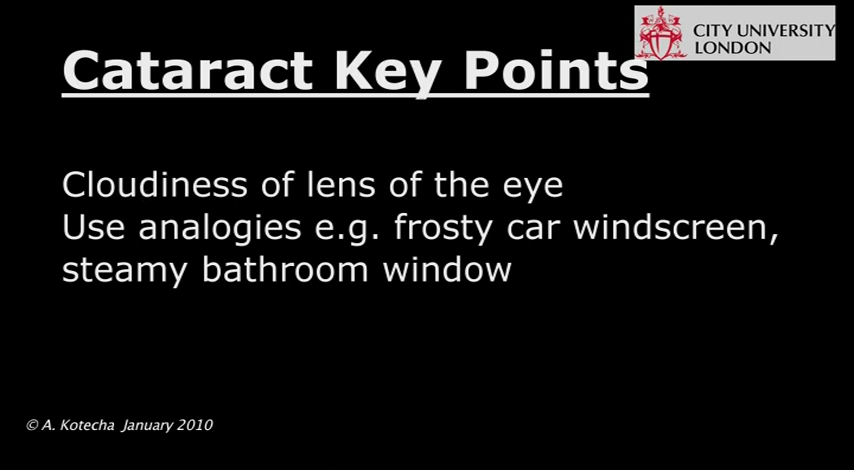 CITY UNIVERSITY
LONDON
Cataract Key Points
Cloudiness of lens of the eye
Use analogies e.g. frosty car windscreen,
steamy bathroom window
© A. Kotecha January 2010